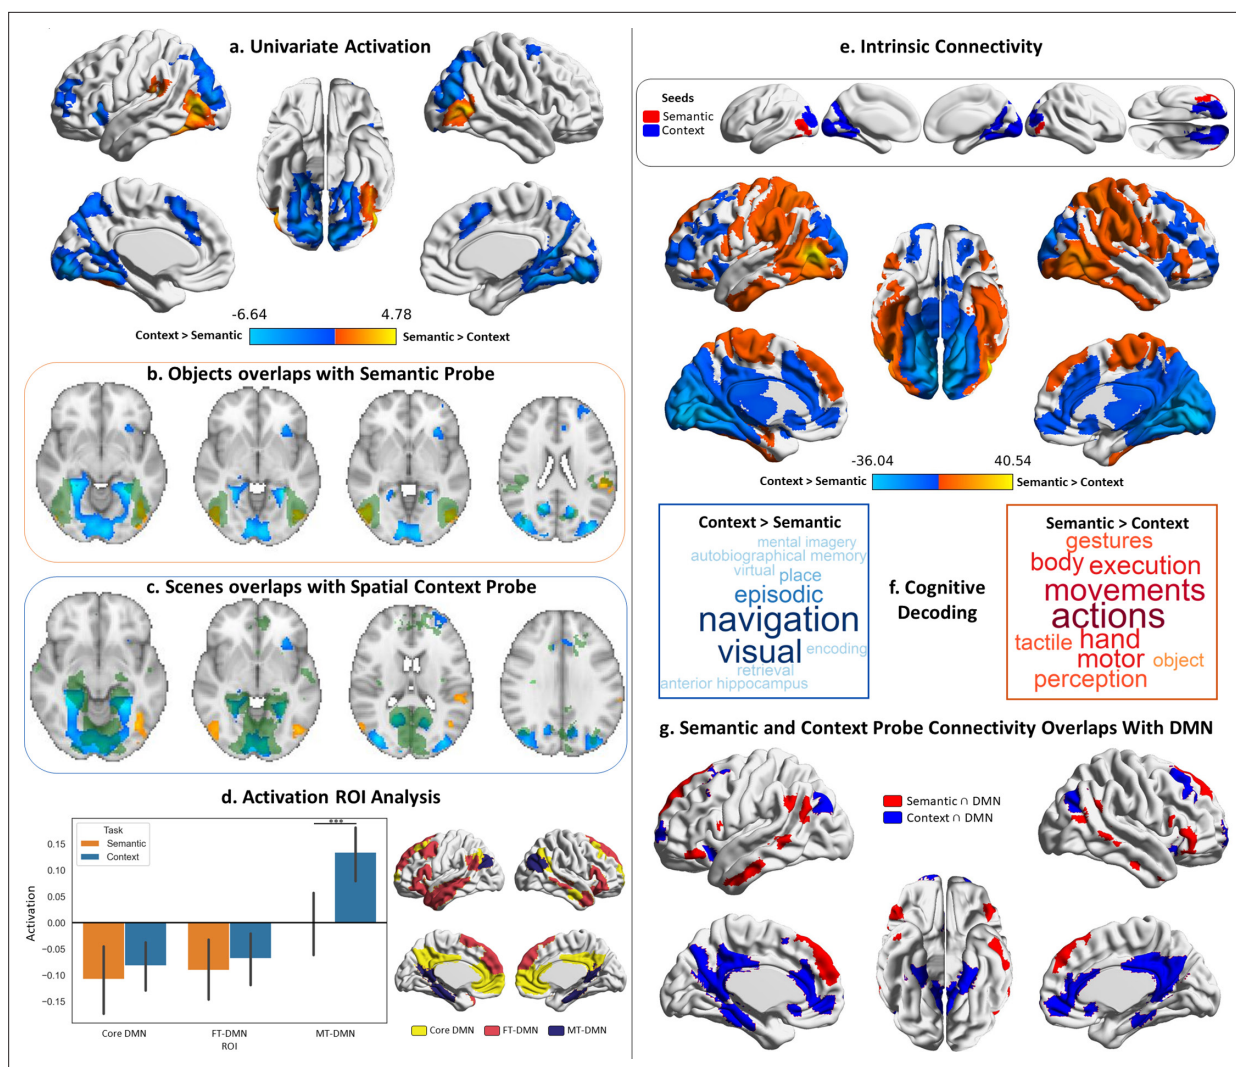 a. Univariate Activation
-6.64
4.78
Context > Semantic
Semantic > Context
b. Objects overlaps with Semantic Probe
c. Scenes overlaps with Spatial Context Probe
d. Activation ROI Analysis
Task
Semantic
Context
***
0.15
0.10
0.05
0.00
−0.05
−0.10
−0.15
Activation
Core DMN
FT-DMN
MT-DMN
ROI
Core DMN
FT-DMN
MT-DMN
e. Intrinsic Connectivity
Seeds
Semantic
Context
-36.04
40.54
Context > Semantic
Semantic > Context
Context > Semantic
mental imagery
autobiographical memory
virtual
place
episodic
navigation
visual
encoding
retrieval
anterior hippocampus
f. Cognitive
Decoding
Semantic > Context
gestures
body
execution
movements
actions
tactile
hand
motor
object
perception
g. Semantic and Context Probe Connectivity Overlaps With DMN
Semantic ∩ DMN
Context ∩ DMN